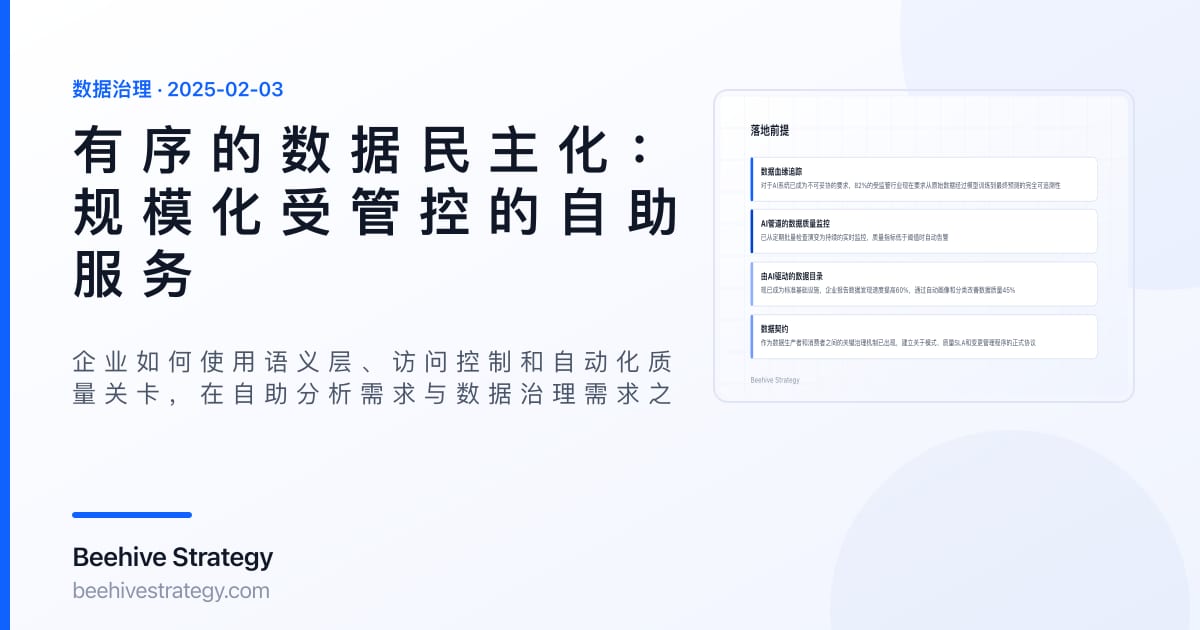 数据治理 · 2025-02-03
有序的数据民主化：
规模化受管控的自助
服务
企业如何使用语义层、访问控制和自动化质
量关卡，在自助分析需求与数据治理需求之
Beehive Strategy
beehivestrategy.com
落地前提
数据血缘追踪
对于AI系统已成为不可妥协的要求，82%的受监管行业现在要求从原始数据经过模型训练到最终预测的完全可追溯性
AI管道的数据质量监控
已从定期批量检查演变为持续的实时监控，质量指标低于阈值时自动告警
由AI驱动的数据目录
现已成为标准基础设施，企业报告数据发现速度提高60%，通过自动画像和分类改善数据质量45%
数据契约
作为数据生产者和消费者之间的关键治理机制已出现，建立关于模式、质量SLA和变更管理程序的正式协议
Beehive Strategy